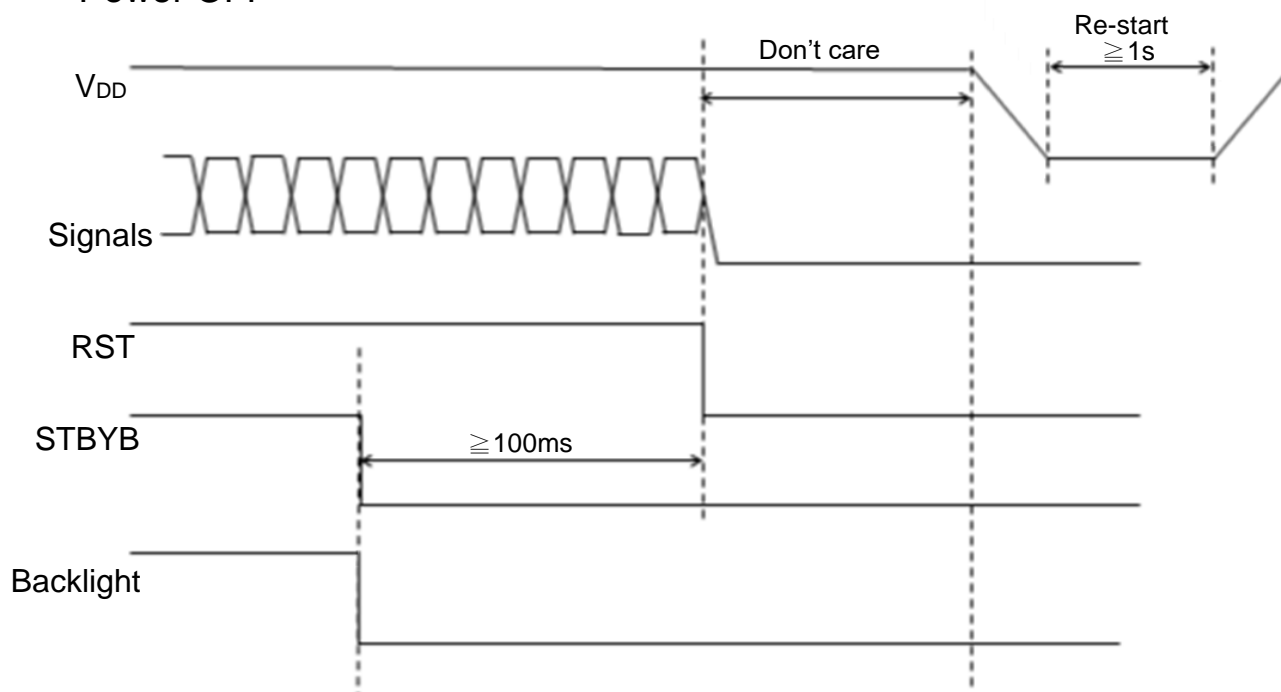 Re-start
≧1s
Don't care
VDD
Signals
RST
STBYB
≧100ms
Backlight